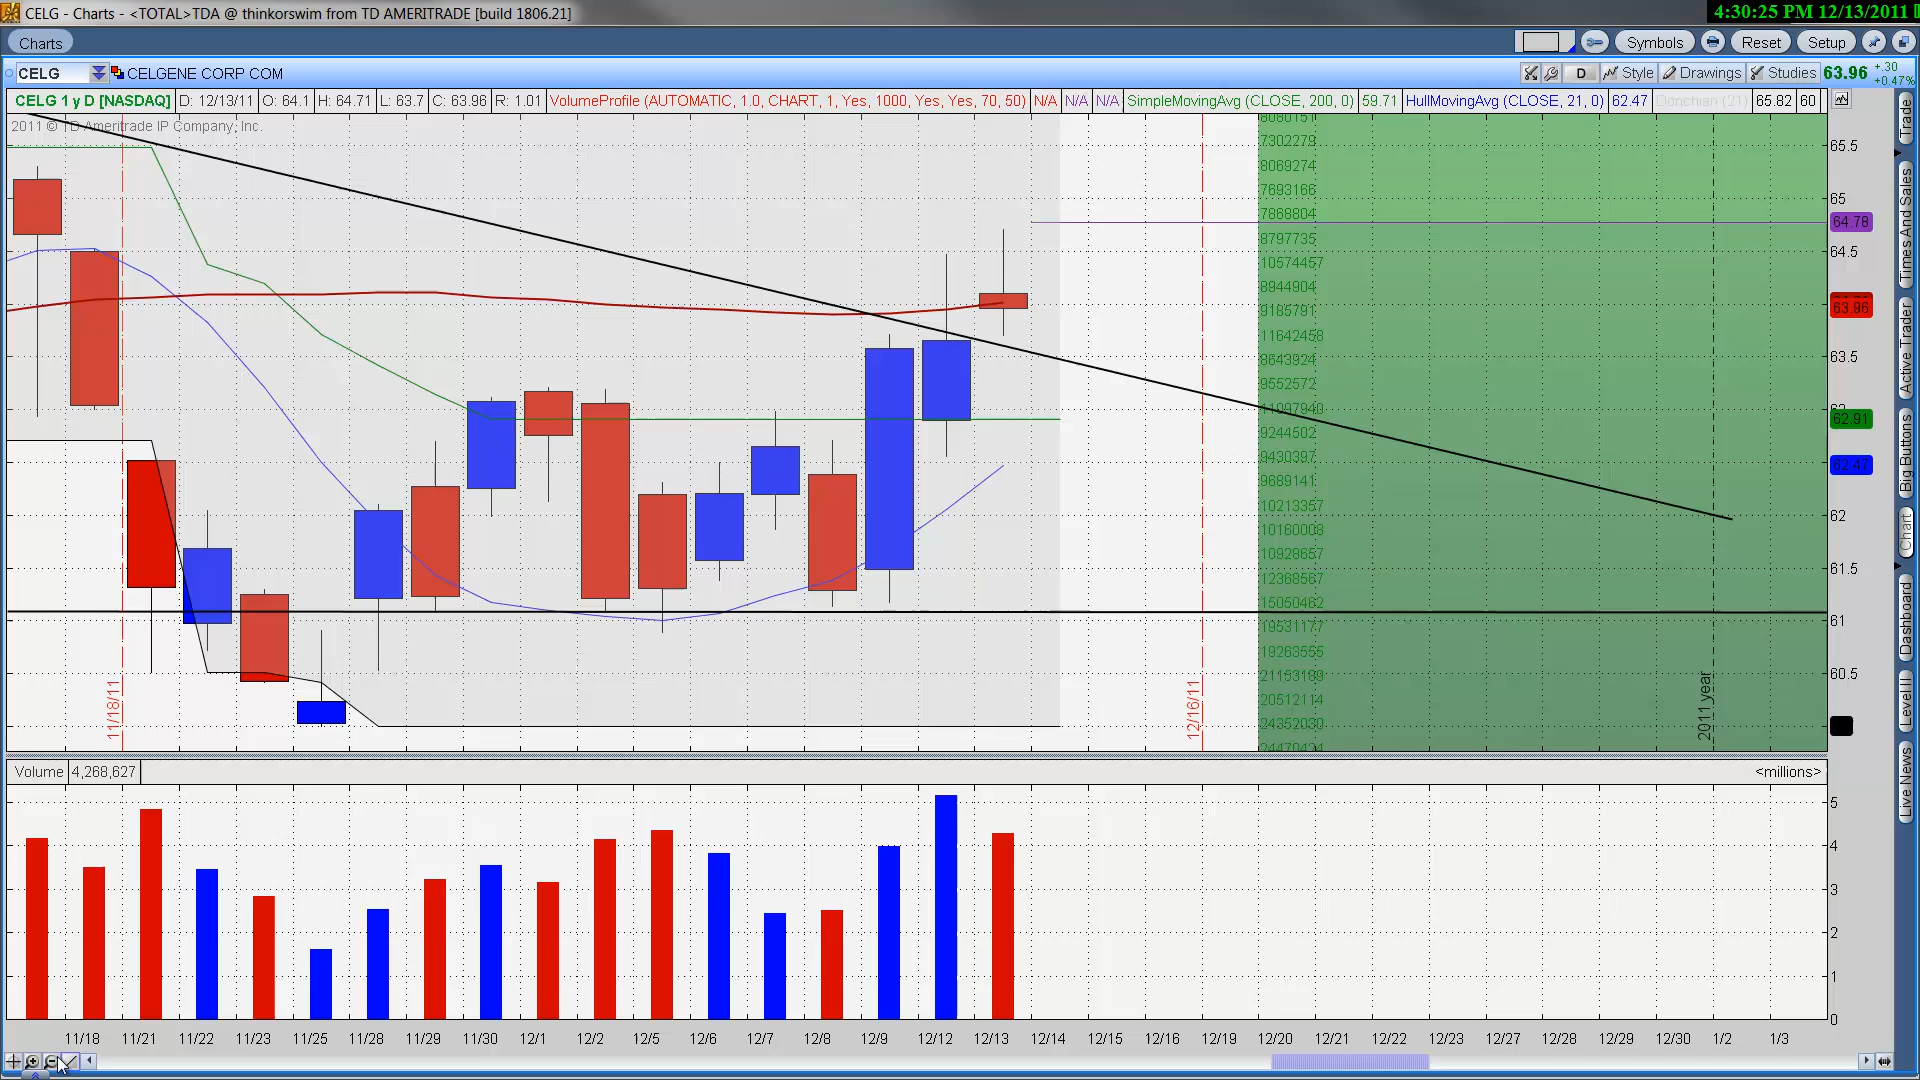 CELG - Charts - <TOTAL>TDA @ thinkorswim from TD AMERITRADE [build 1806.21]
4:30:25 PM 12/13/2011
Charts
Symbols
Reset
Setup
CELG
CELGENE CORP COM
D
Style
Drawings
Studies
63.96
+.30
+0.47%
CELG 1 y D [NASDAQ] D: 12/13/11 O: 64.1 H: 64.71 L: 63.7 C: 63.96 R: 1.01 VolumeProfile (AUTOMATIC, 1.0, CHART, 1, Yes, 1000, Yes, Yes, 70, 50) N/A N/A N/A SimpleMovingAvg (CLOSE, 200, 0) 59.71 HullMovingAvg (CLOSE, 21, 0) 62.47 Donchian (21) 65.82 60
2011 © TD Ameritrade IP Company, Inc.
7302279
8069274
7693166
7868804
8797735
10574457
8944904
9185791
11642458
8643924
9552572
11097940
9244502
9430397
9689141
10213357
10160008
10928657
12368567
15050462
19531177
19263555
21153189
20512114
24352030
65.5
65
64.78
64.5
63.96
63.5
62.91
62.47
62
61.5
61
60.5
11/18/11
12/16/11
2011 year
Volume 4,268,627
<millions>
5
4
3
2
1
0
11/18 11/21 11/22 11/23 11/25 11/28 11/29 11/30 12/1 12/2 12/5 12/6 12/7 12/8 12/9 12/12 12/13 12/14 12/15 12/16 12/19 12/20 12/21 12/22 12/23 12/27 12/28 12/29 12/30 1/2 1/3
Trade
Times And Sales
Active Trader
Big Buttons
Chart
Dashboard
Level II
Live News